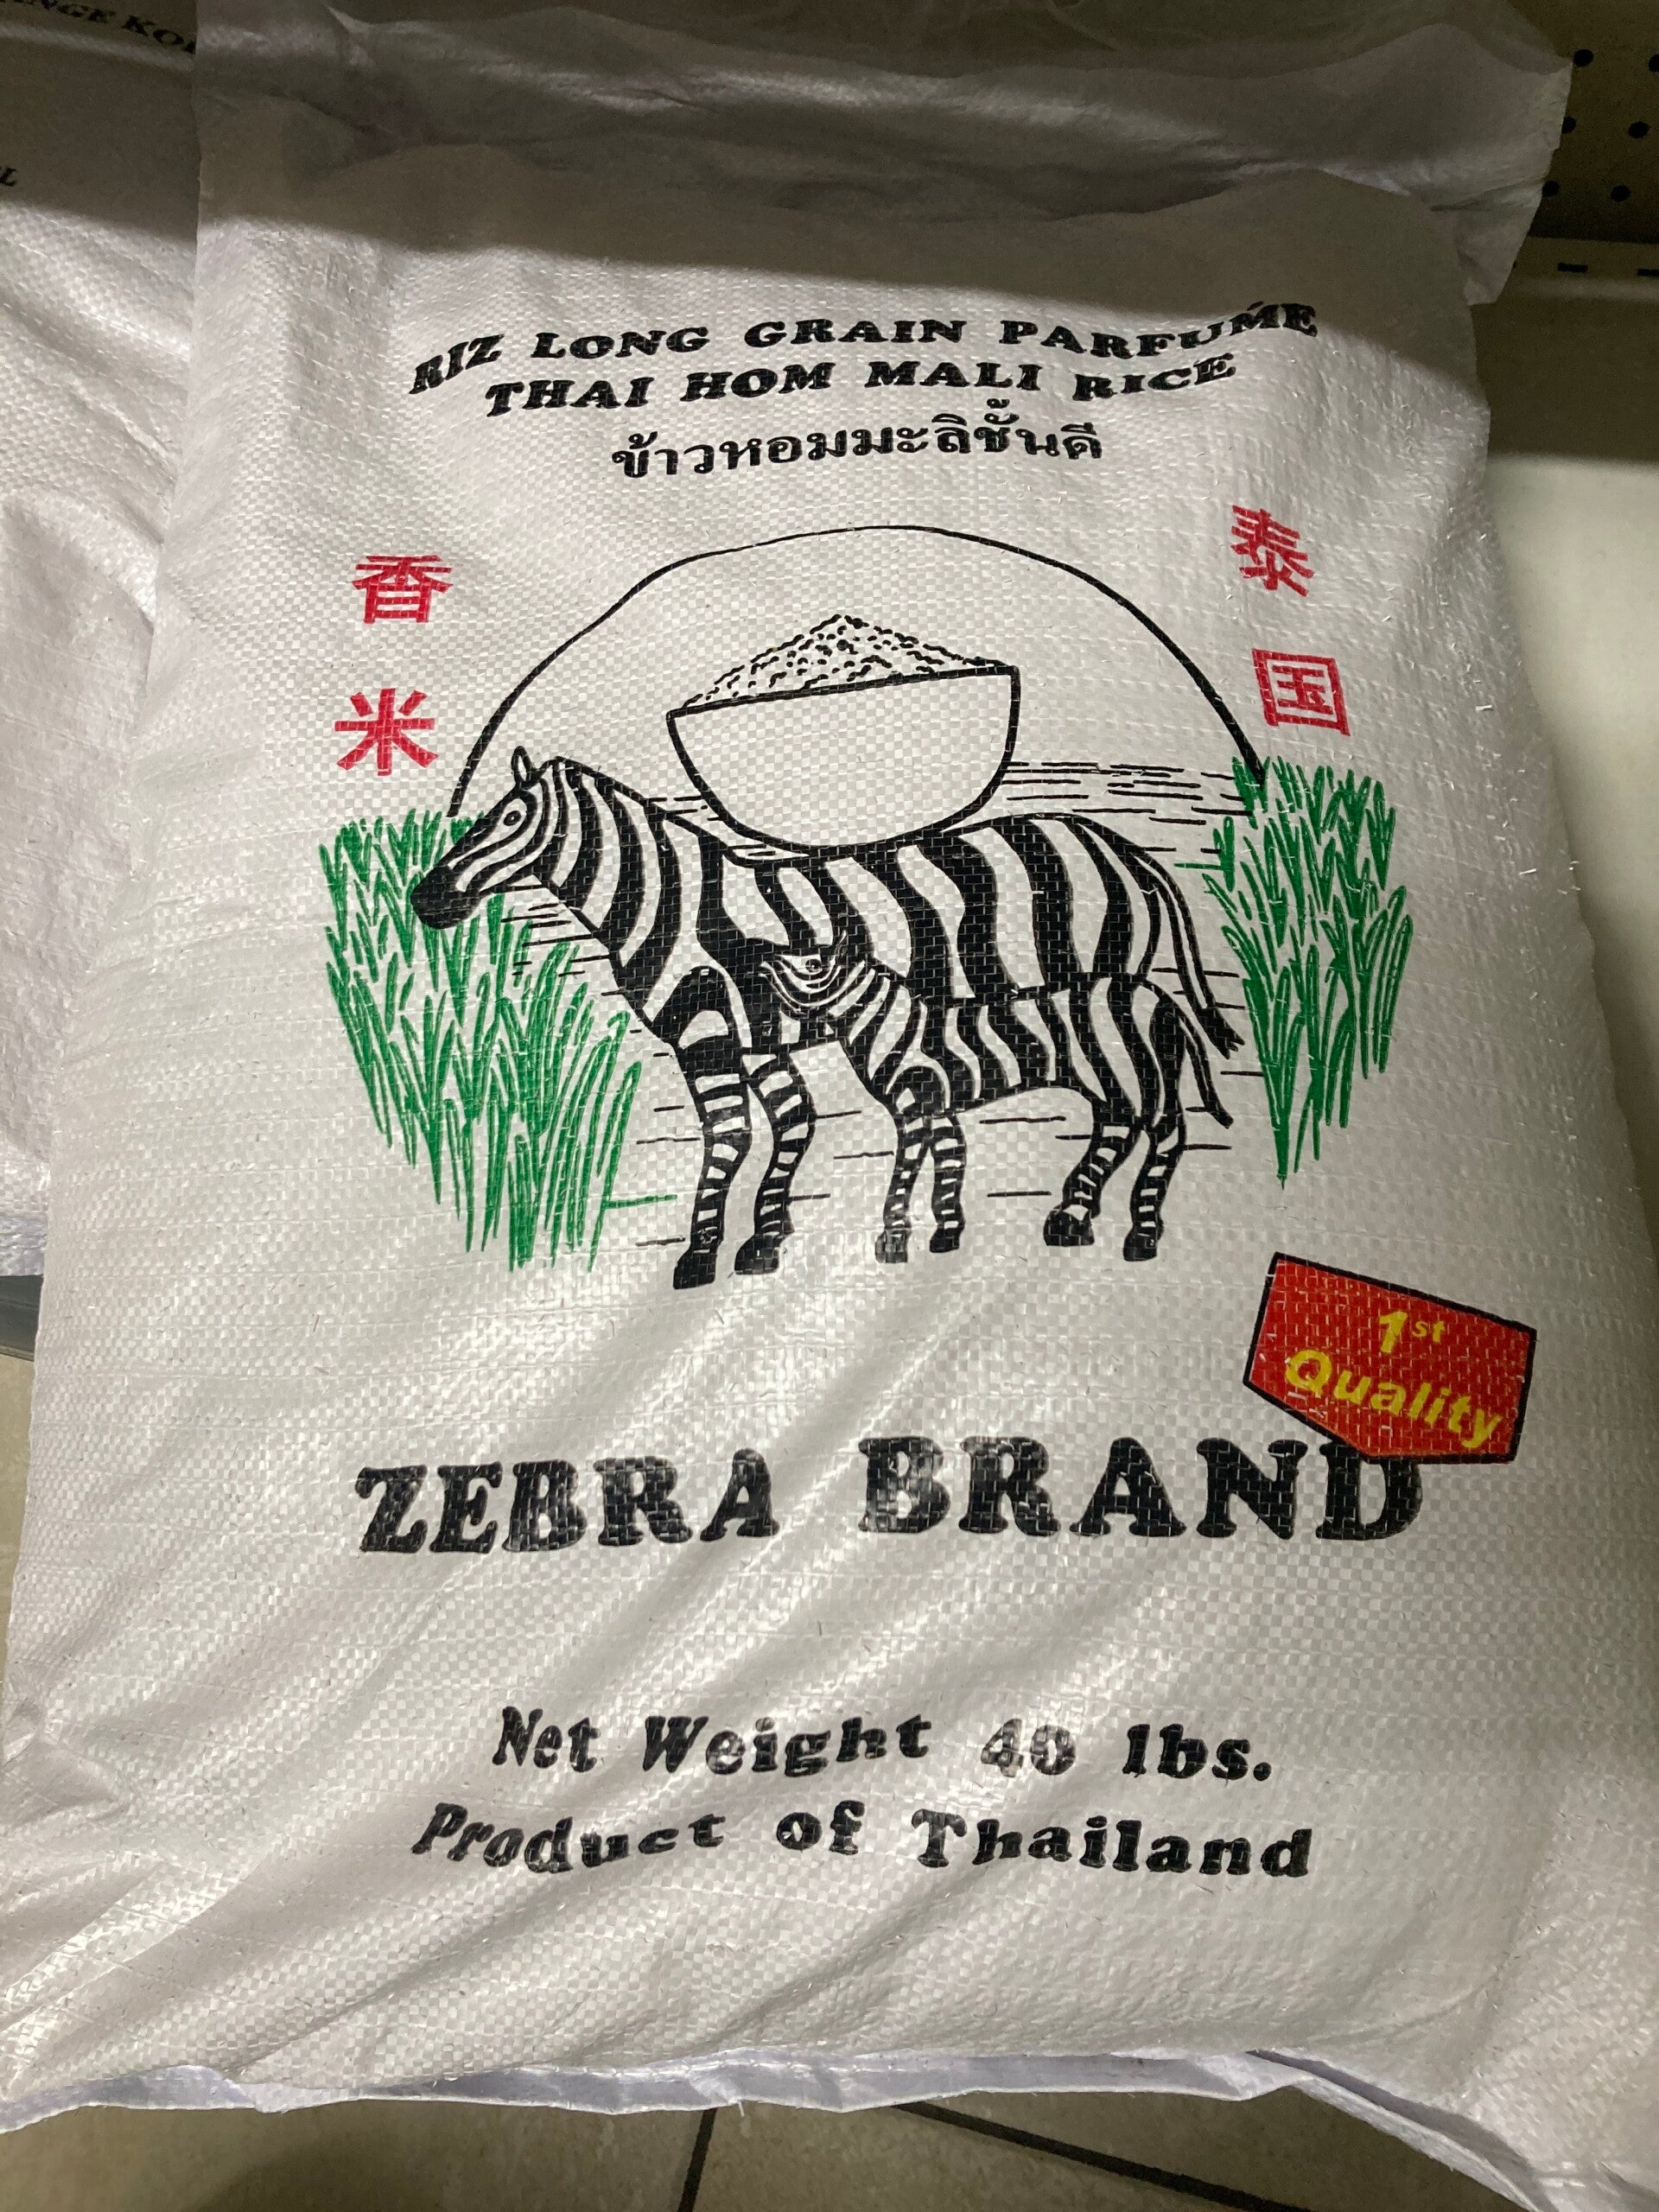 RIZ LONG GRAIN PARFUMÉ
THAI HOM MALI RICE
ข้าวหอมมะลิชั้นดี
香米
泰国
1st
Quality
ZEBRA BRAND
Net Weight 40 lbs.
Product of Thailand